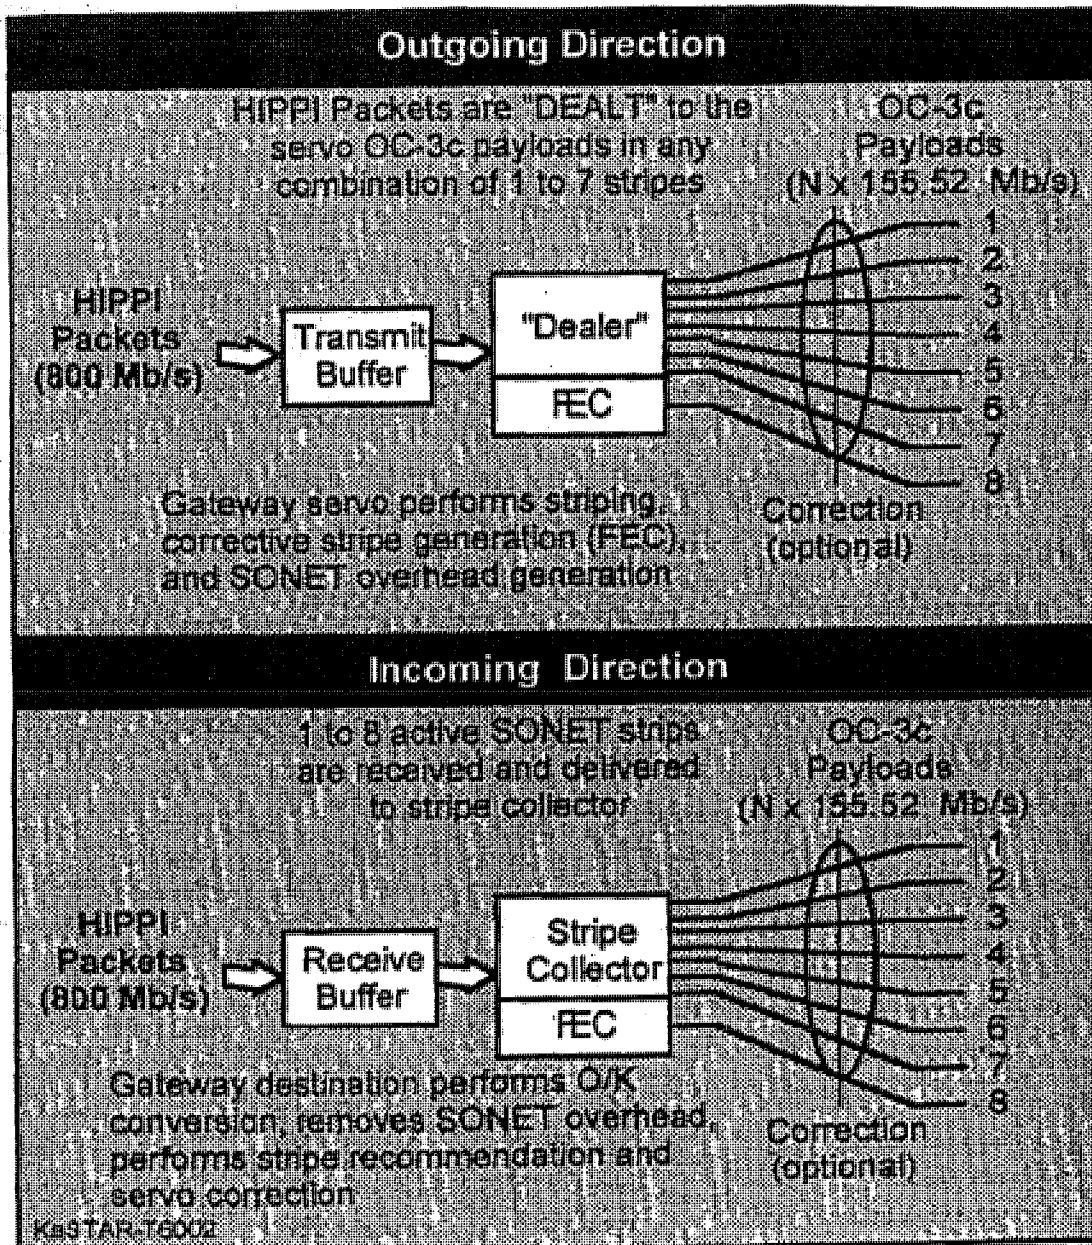 Outgoing Direction
HIPPI Packets are "DEALT" to the
servo OC-3c payloads in any
combination of 1 to 7 stripes
OC-3c
Payloads
(N x 155.52 Mb/s)
1
2
3
4
5
6
7
8
HIPPI
Packets
(800 Mb/s)
Transmit
Buffer
"Dealer"
FEC
Gateway servo performs striping,
corrective stripe generation (FEC),
and SONET overhead generation
Correction
(optional)
Incoming Direction
1 to 8 active SONET strips
are received and delivered
to stripe collector
OC-3c
Payloads
(N x 155.52 Mb/s)
1
2
3
4
5
6
7
8
HIPPI
Packets
(800 Mb/s)
Receive
Buffer
Stripe
Collector
FEC
Gateway destination performs O/K
conversion, removes SONET overhead,
performs stripe recommendation and
servo correction
Correction
(optional)